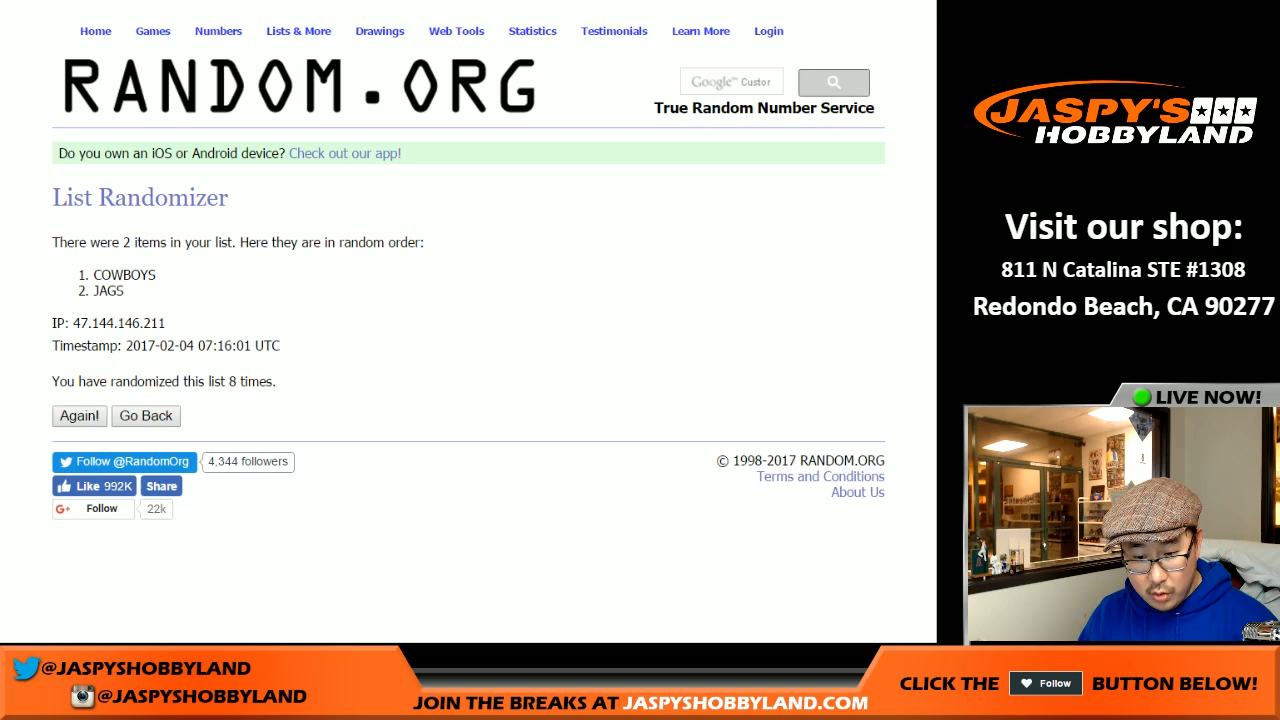 Home Games Numbers Lists & More Drawings Web Tools Statistics Testimonials Learn More Login
RANDOM.ORG
Google™ Custor
True Random Number Service
Do you own an iOS or Android device? Check out our app!
List Randomizer
There were 2 items in your list. Here they are in random order:
1. COWBOYS
2. JAGS
IP: 47.144.146.211
Timestamp: 2017-02-04 07:16:01 UTC
You have randomized this list 8 times.
Again! Go Back
Follow @RandomOrg 4,344 followers
Like 992K Share
G+ Follow 22k
© 1998-2017 RANDOM.ORG
Terms and Conditions
About Us
JASPY'S
HOBBYLAND
Visit our shop:
811 N Catalina STE #1308
Redondo Beach, CA 90277
LIVE NOW!
@JASPYSHOBBYLAND
@JASPYSHOBBYLAND
JOIN THE BREAKS AT JASPYSHOBBYLAND.COM
CLICK THE Follow BUTTON BELOW!